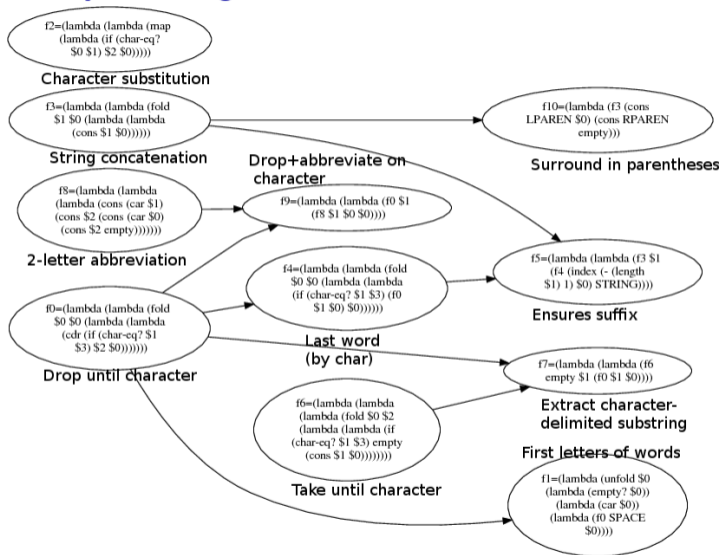 f2=(lambda (lambda (map
(lambda (if (char-eq?
$0 $1) $2 $0)))))
Character substitution
f3=(lambda (lambda (fold
$1 $0 (lambda (lambda
(cons $1 $0))))))
String concatenation
f10=(lambda (f3 (cons
LPAREN $0) (cons RPAREN
empty)))
Surround in parentheses
Drop+abbreviate on
character
f9=(lambda (lambda (f0 $1
(f8 $1 $0 $0))))
f8=(lambda (lambda
(lambda (cons (car $1)
(cons $2 (cons (car $0)
(cons $2 empty)))))))
2-letter abbreviation
f4=(lambda (lambda (fold
$0 $0 (lambda (lambda
(if (char-eq? $1 $3) (f0
$1 $0) $0))))))
Last word
(by char)
f5=(lambda (lambda (f3 $1
(f4 (index (- (length
$1) 1) $0) STRING))))
Ensures suffix
f0=(lambda (lambda (fold
$0 $0 (lambda (lambda
(cdr (if (char-eq? $1
$3) $2 $0)))))))
Drop until character
f7=(lambda (lambda (f6
empty $1 (f0 $1 $0))))
Extract character-
delimited substring
f6=(lambda (lambda
(lambda (fold $0 $2
(lambda (lambda (if
(char-eq? $1 $3) empty
(cons $1 $0))))))))
Take until character
First letters of words
f1=(lambda (unfold $0
(lambda (empty? $0))
(lambda (car $0))
(lambda (f0 SPACE
$0))))